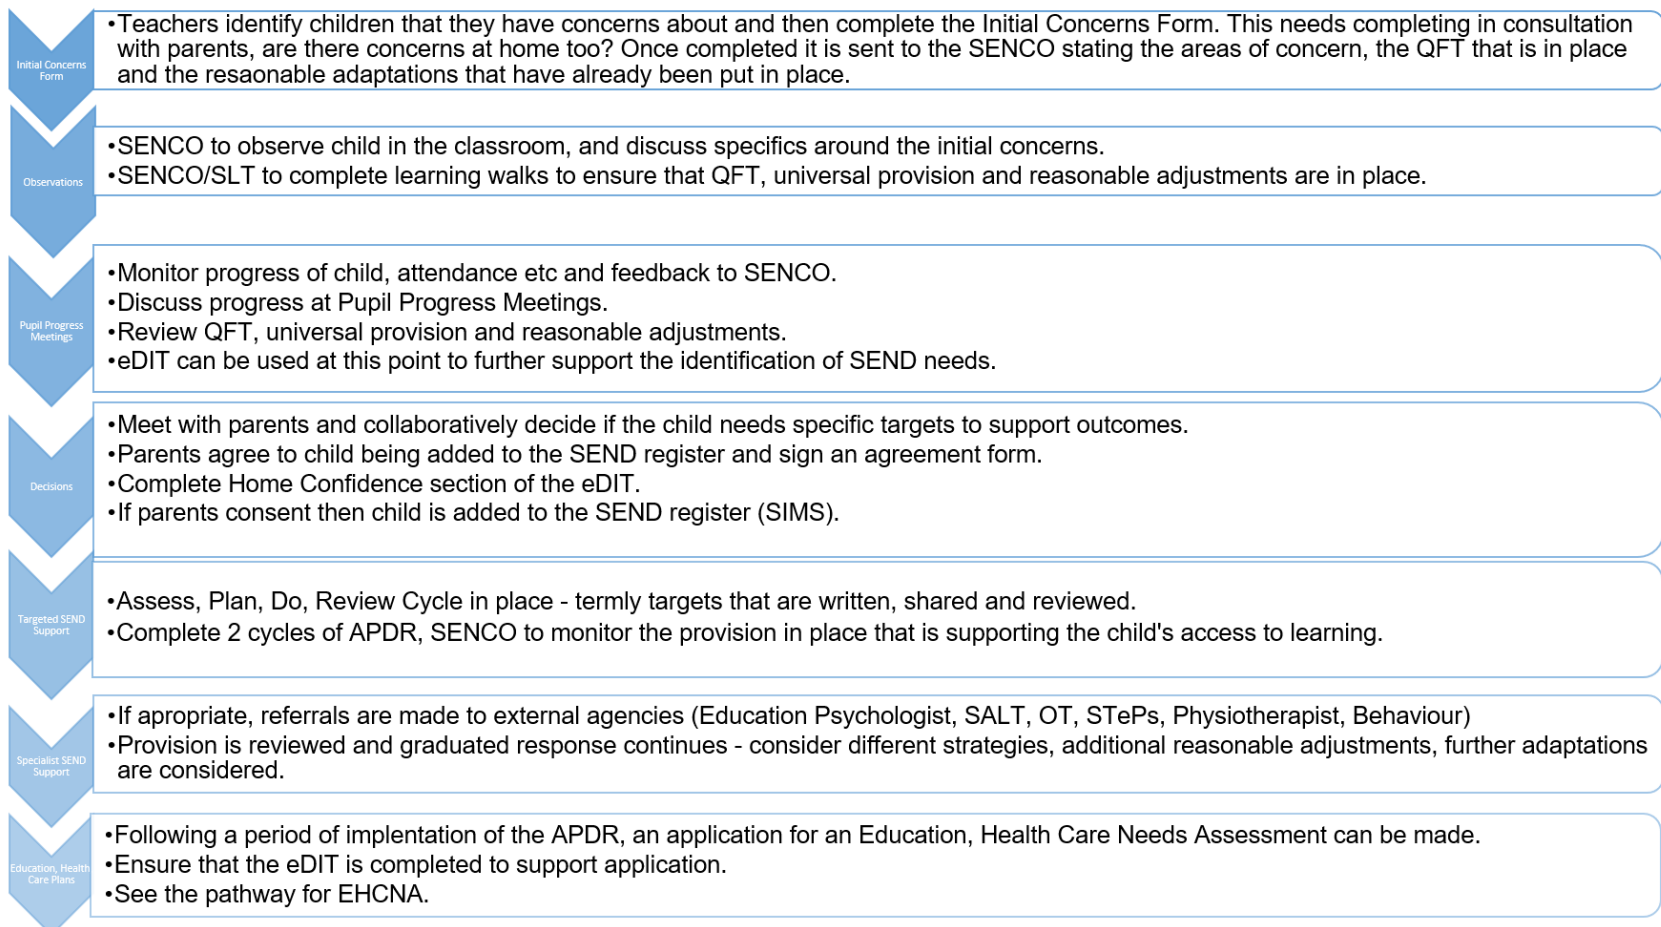 Initial Concerns
Form
•Teachers identify children that they have concerns about and then complete the Initial Concerns Form. This needs completing in consultation
with parents, are there concerns at home too? Once completed it is sent to the SENCO stating the areas of concern, the QFT that is in place
and the resaonable adaptations that have already been put in place.
Observations
•SENCO to observe child in the classroom, and discuss specifics around the initial concerns.
•SENCO/SLT to complete learning walks to ensure that QFT, universal provision and reasonable adjustments are in place.
Pupil Progress
Meetings
•Monitor progress of child, attendance etc and feedback to SENCO.
•Discuss progress at Pupil Progress Meetings.
•Review QFT, universal provision and reasonable adjustments.
•eDIT can be used at this point to further support the identification of SEND needs.
Decisions
•Meet with parents and collaboratively decide if the child needs specific targets to support outcomes.
•Parents agree to child being added to the SEND register and sign an agreement form.
•Complete Home Confidence section of the eDIT.
•If parents consent then child is added to the SEND register (SIMS).
Targeted SEND
Support
•Assess, Plan, Do, Review Cycle in place - termly targets that are written, shared and reviewed.
•Complete 2 cycles of APDR, SENCO to monitor the provision in place that is supporting the child's access to learning.
Specialist SEND
Support
•If apropriate, referrals are made to external agencies (Education Psychologist, SALT, OT, STePs, Physiotherapist, Behaviour)
•Provision is reviewed and graduated response continues - consider different strategies, additional reasonable adjustments, further adaptations
are considered.
Education, Health
Care Plans
•Following a period of implentation of the APDR, an application for an Education, Health Care Needs Assessment can be made.
•Ensure that the eDIT is completed to support application.
•See the pathway for EHCNA.